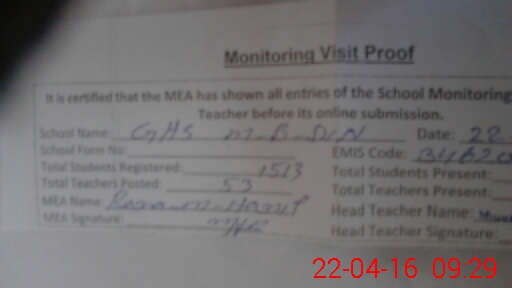 Monitoring Visit Proof
It is certified that the MEA has shown all entries of the School Monitoring
Teacher before its online submission.
School Name: GHS M-B-DIN Date: 22
School Form No: EMIS Code:
Total Students Registered: 1513 Total Students Present:
Total Teachers Posted: 53 Total Teachers Present:
MEA Name: Head Teacher Name:
MEA Signature: Head Teacher Signature:
22-04-16 09:29